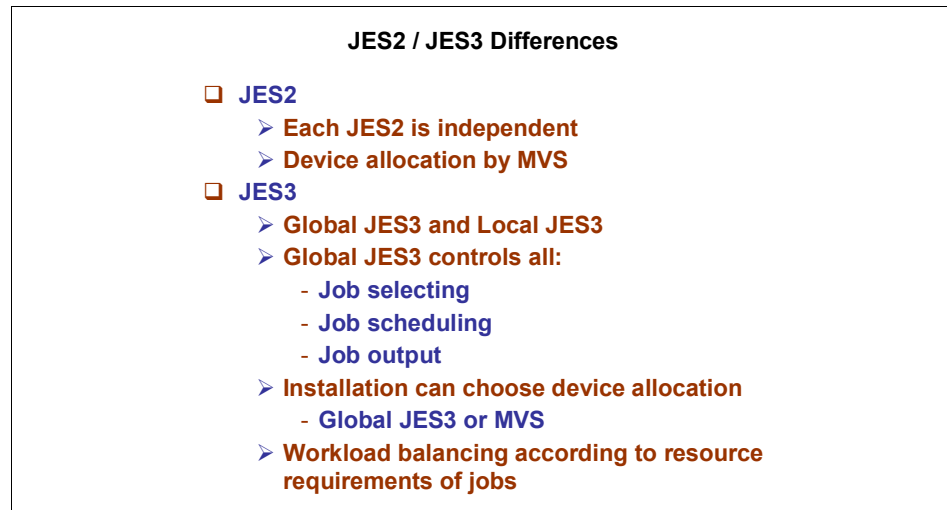 JES2 / JES3 Differences
❑ JES2
➢ Each JES2 is independent
➢ Device allocation by MVS
❑ JES3
➢ Global JES3 and Local JES3
➢ Global JES3 controls all:
- Job selecting
- Job scheduling
- Job output
➢ Installation can choose device allocation
- Global JES3 or MVS
➢ Workload balancing according to resource
requirements of jobs